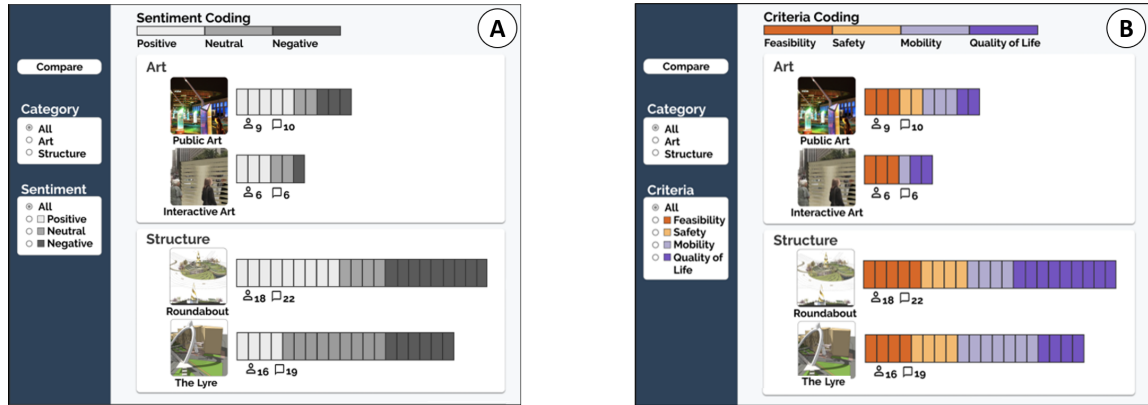 Sentiment Coding
Positive Neutral Negative
A
Compare
Category
All
Art
Structure
Sentiment
All
Positive
Neutral
Negative
Art
Public Art
9 10
Interactive Art
6 6
Structure
Roundabout
18 22
The Lyre
16 19
Criteria Coding
Feasibility Safety Mobility Quality of Life
B
Compare
Category
All
Art
Structure
Criteria
All
Feasibility
Safety
Mobility
Quality of
Life
Art
9 10
Public Art
6 6
Interactive Art
Structure
18 22
Roundabout
16 19
The Lyre